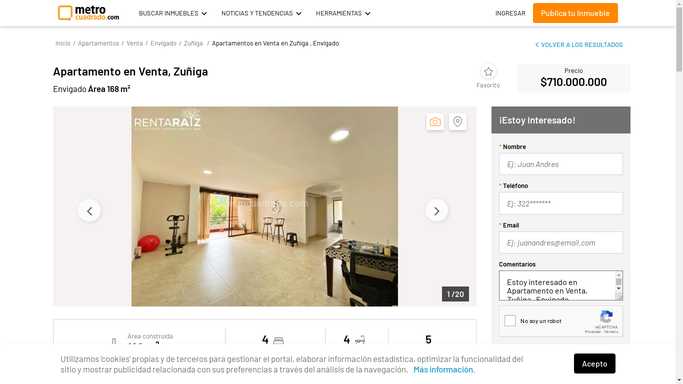 metro
cuadrado.com
BUSCAR INMUEBLES
NOTICIAS Y TENDENCIAS
HERRAMIENTAS
INGRESAR
Publica tu Inmueble
Inicio / Apartamentos / Venta / Envigado / Zuñiga / Apartamentos en Venta en Zuñiga , Envigado
VOLVER A LOS RESULTADOS
Apartamento en Venta, Zuñiga
Envigado Área 168 m²
Favorito
Precio
$710.000.000
RENTARAÍZ
1 / 20
¡Estoy Interesado!
* Nombre
Ej: Juan Andres
* Teléfono
Ej: 322*******
* Email
Ej: juanandres@email.com
Comentarios
Estoy interesado en
Apartamento en Venta,
Zuñiga , Envigado
No soy un robot
reCAPTCHA
Privacidad - Términos
Área construida
4
4
5
Utilizamos 'cookies' propias y de terceros para gestionar el portal, elaborar información estadística, optimizar la funcionalidad del
sitio y mostrar publicidad relacionada con sus preferencias a través del análisis de la navegación. Más información.
Acepto